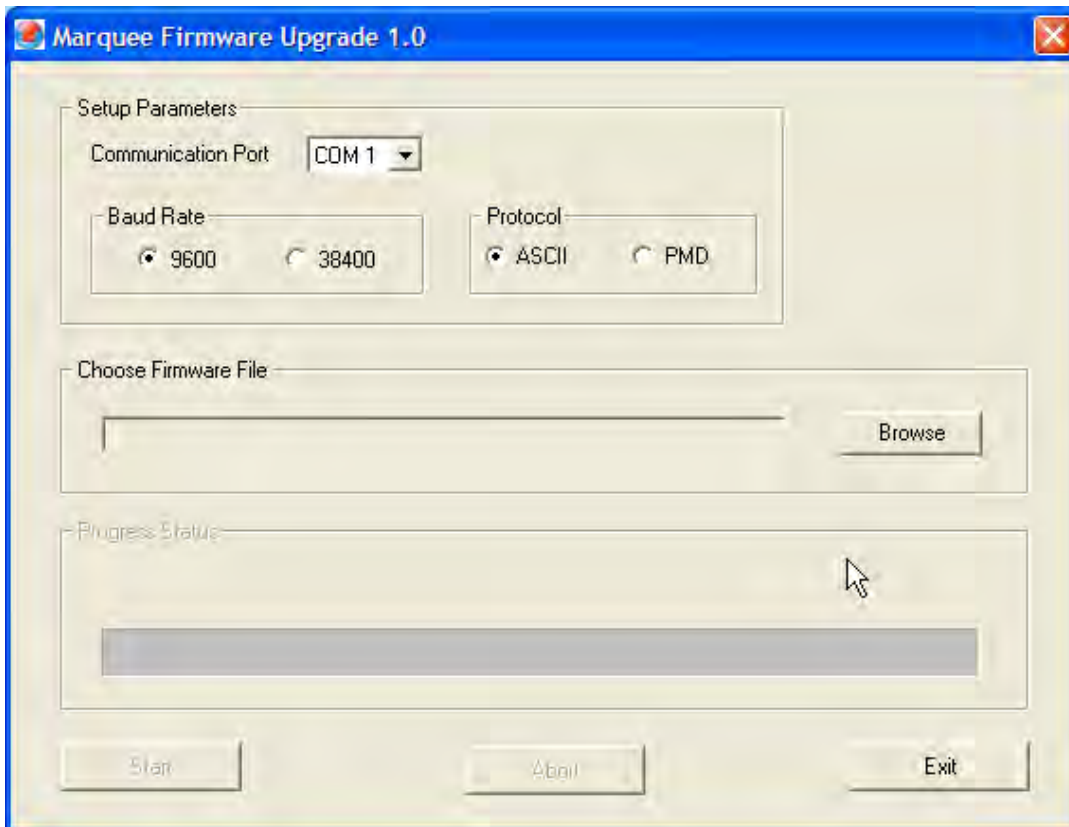 Marquee Firmware Upgrade 1.0
Setup Parameters
Communication Port COM 1
Baud Rate Protocol
9600 38400 ASCII PMD
Choose Firmware File
Browse
Progress Status
Start Abort Exit